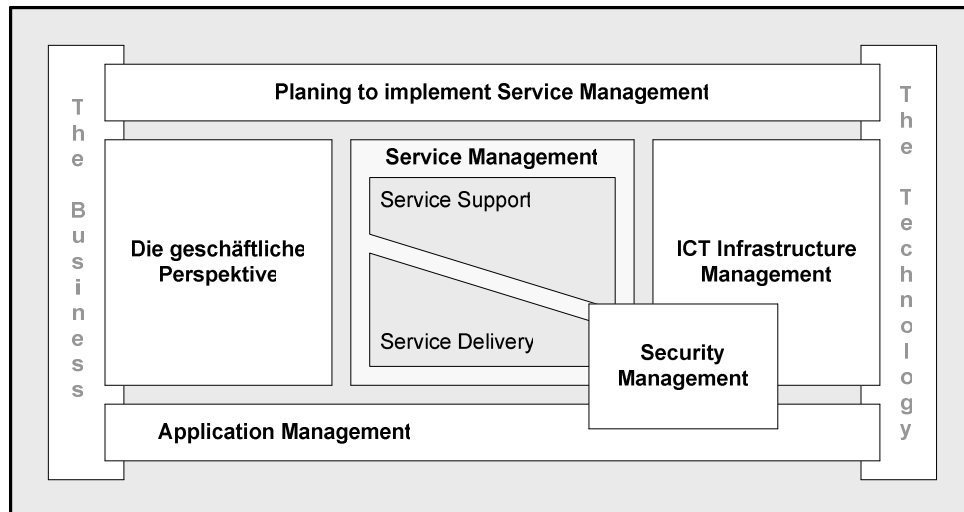 Planing to implement Service Management
The Business
Die geschäftliche
Perspektive
Service Management
Service Support
Service Delivery
ICT Infrastructure
Management
Security
Management
The Technology
Application Management